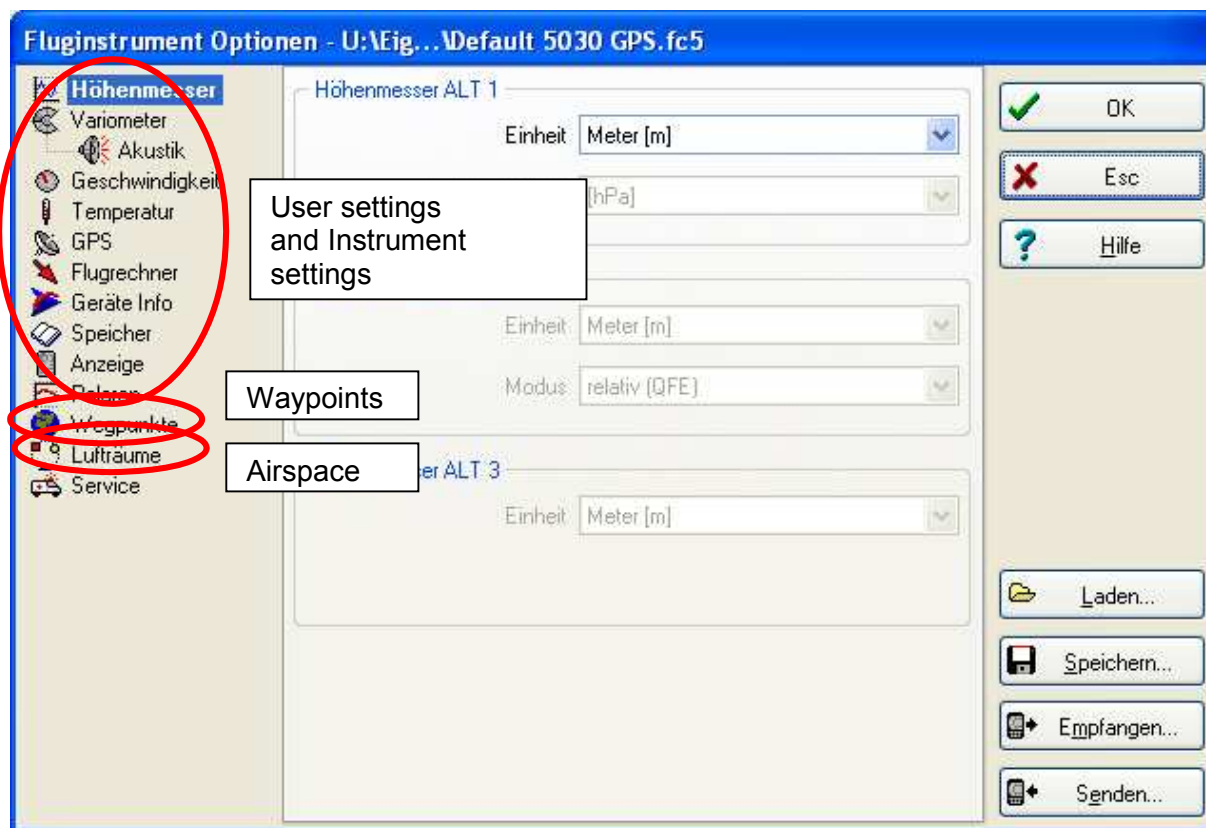 Fluginstrument Optionen - U:\Eig...\Default 5030 GPS.fc5
Höhenmesser
Variometer
Akustik
Geschwindigkeit
Temperatur
GPS
Flugrechner
Geräte Info
Speicher
Anzeige
Polaren
Wegpunkte
Lufträume
Service
User settings
and Instrument
settings
Waypoints
Airspace
Höhenmesser ALT 1
Einheit Meter [m]
[hPa]
Einheit Meter [m]
Modus relativ (QFE)
ser ALT 3
Einheit Meter [m]
OK
Esc
Hilfe
Laden...
Speichern...
Empfangen...
Senden...